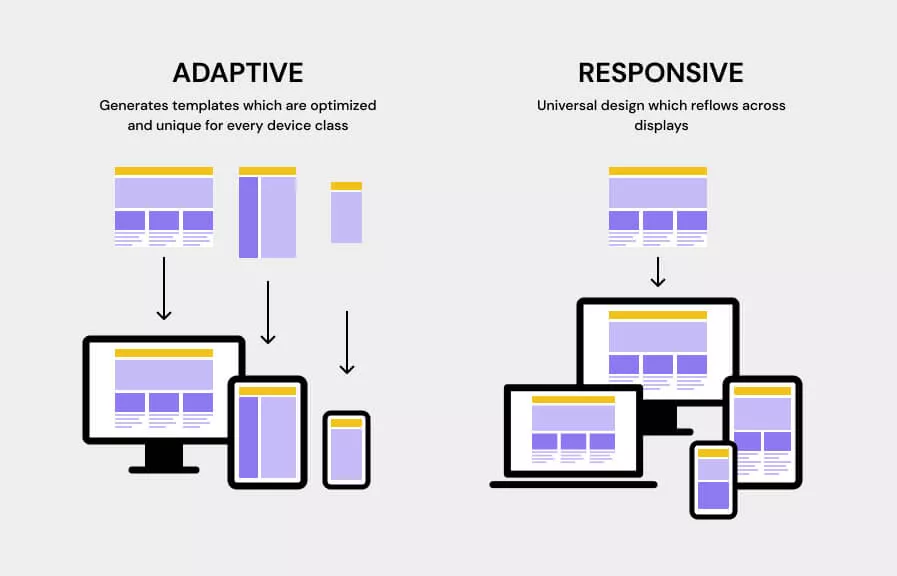 ADAPTIVE
Generates templates which are optimized
and unique for every device class
RESPONSIVE
Universal design which reflows across
displays